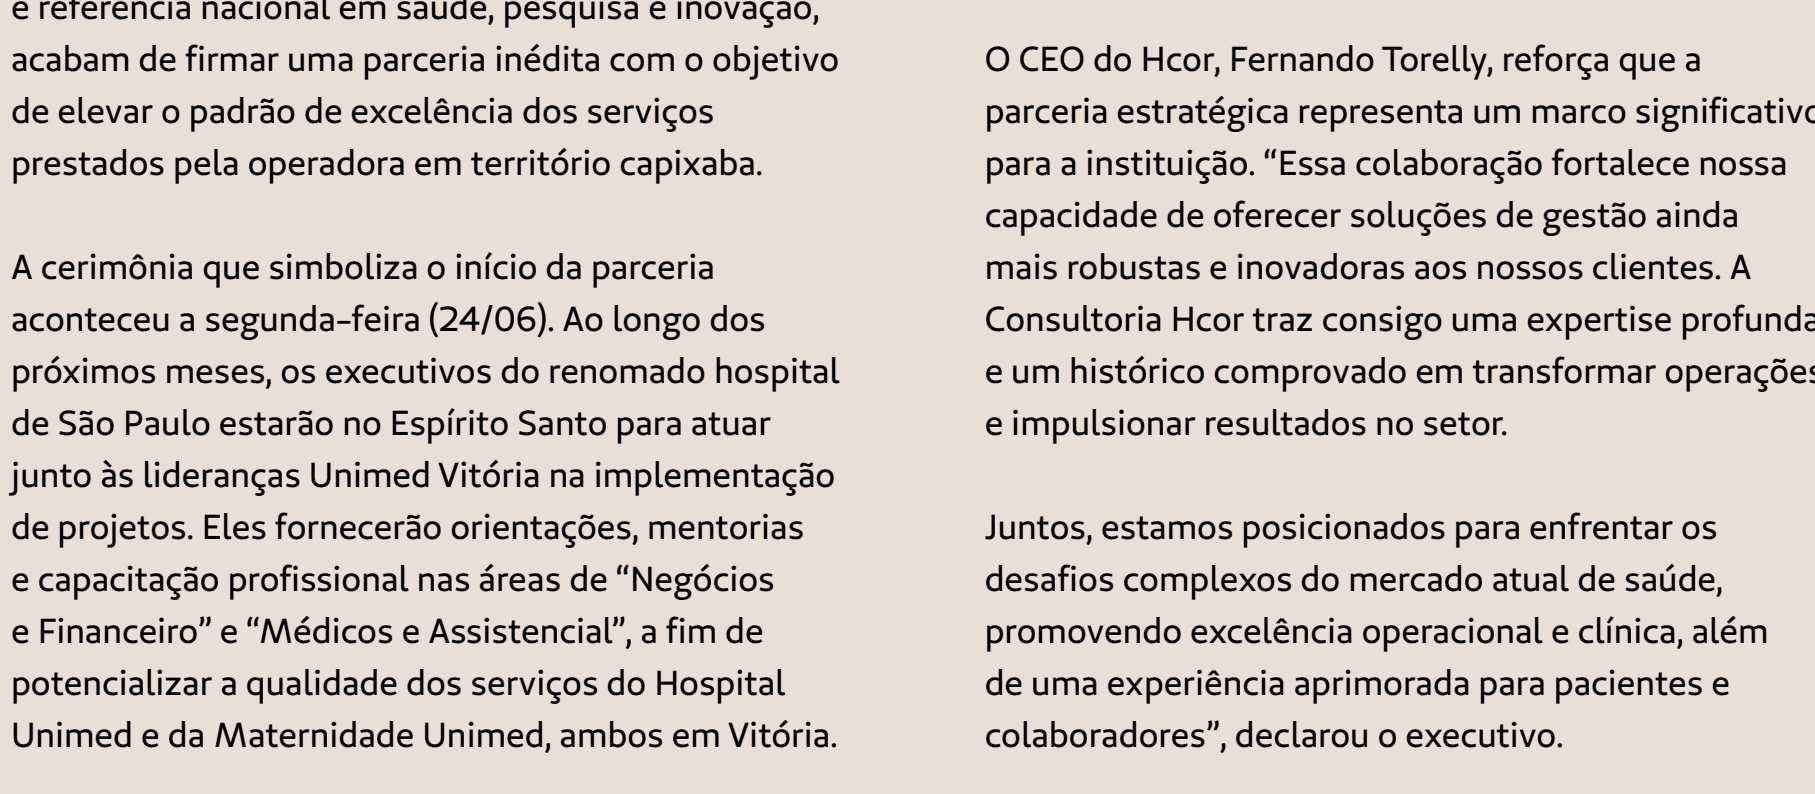 e referência nacional em saúde, pesquisa e inovação,
acabam de firmar uma parceria inédita com o objetivo
de elevar o padrão de excelência dos serviços
prestados pela operadora em território capixaba.
A cerimônia que simboliza o início da parceria
aconteceu a segunda-feira (24/06). Ao longo dos
próximos meses, os executivos do renomado hospital
de São Paulo estarão no Espírito Santo para atuar
junto às lideranças Unimed Vitória na implementação
de projetos. Eles fornecerão orientações, mentorias
e capacitação profissional nas áreas de “Negócios
e Financeiro” e “Médicos e Assistencial”, a fim de
potencializar a qualidade dos serviços do Hospital
Unimed e da Maternidade Unimed, ambos em Vitória.
O CEO do Hcor, Fernando Torelly, reforça que a
parceria estratégica representa um marco significativo
para a instituição. “Essa colaboração fortalece nossa
capacidade de oferecer soluções de gestão ainda
mais robustas e inovadoras aos nossos clientes. A
Consultoria Hcor traz consigo uma expertise profunda
e um histórico comprovado em transformar operações
e impulsionar resultados no setor.
Juntos, estamos posicionados para enfrentar os
desafios complexos do mercado atual de saúde,
promovendo excelência operacional e clínica, além
de uma experiência aprimorada para pacientes e
colaboradores”, declarou o executivo.